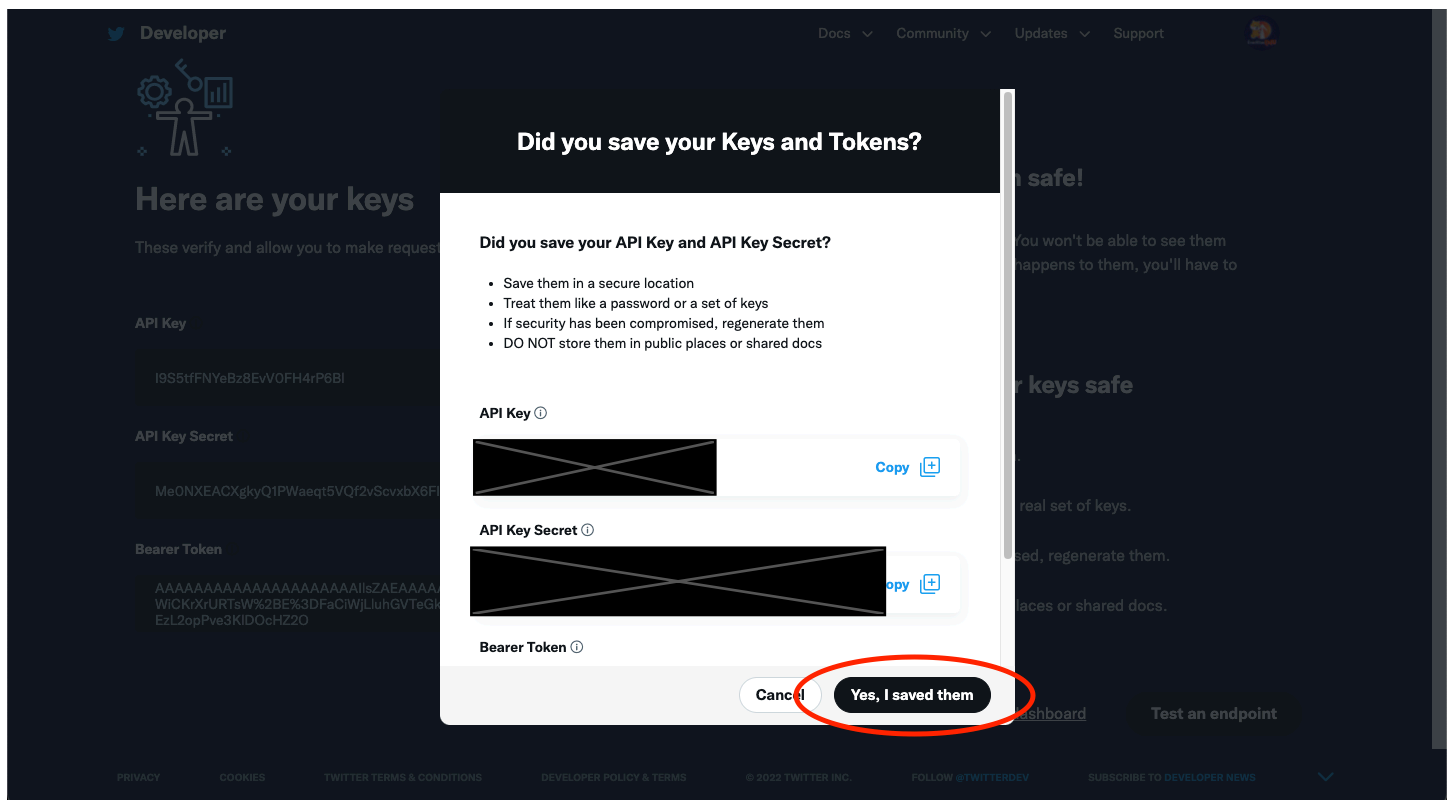 Developer
Docs
Community
Updates
Support
Did you save your Keys and Tokens?
Here are your keys
These verify and allow you to make request
safe!
You won't be able to see them
happens to them, you'll have to
Did you save your API Key and API Key Secret?
• Save them in a secure location
• Treat them like a password or a set of keys
• If security has been compromised, regenerate them
• DO NOT store them in public places or shared docs
API Key
API Key Secret
Bearer Token
keys safe
real set of keys.
regenerate them.
or shared docs.
API Key
Copy
API Key Secret
opy
Bearer Token
Cancel
Yes, I saved them
dashboard
Test an endpoint
PRIVACY
COOKIES
TWITTER TERMS & CONDITIONS
DEVELOPER POLICY & TERMS
© 2022 TWITTER INC.
FOLLOW @TWITTERDEV
SUBSCRIBE TO DEVELOPER NEWS